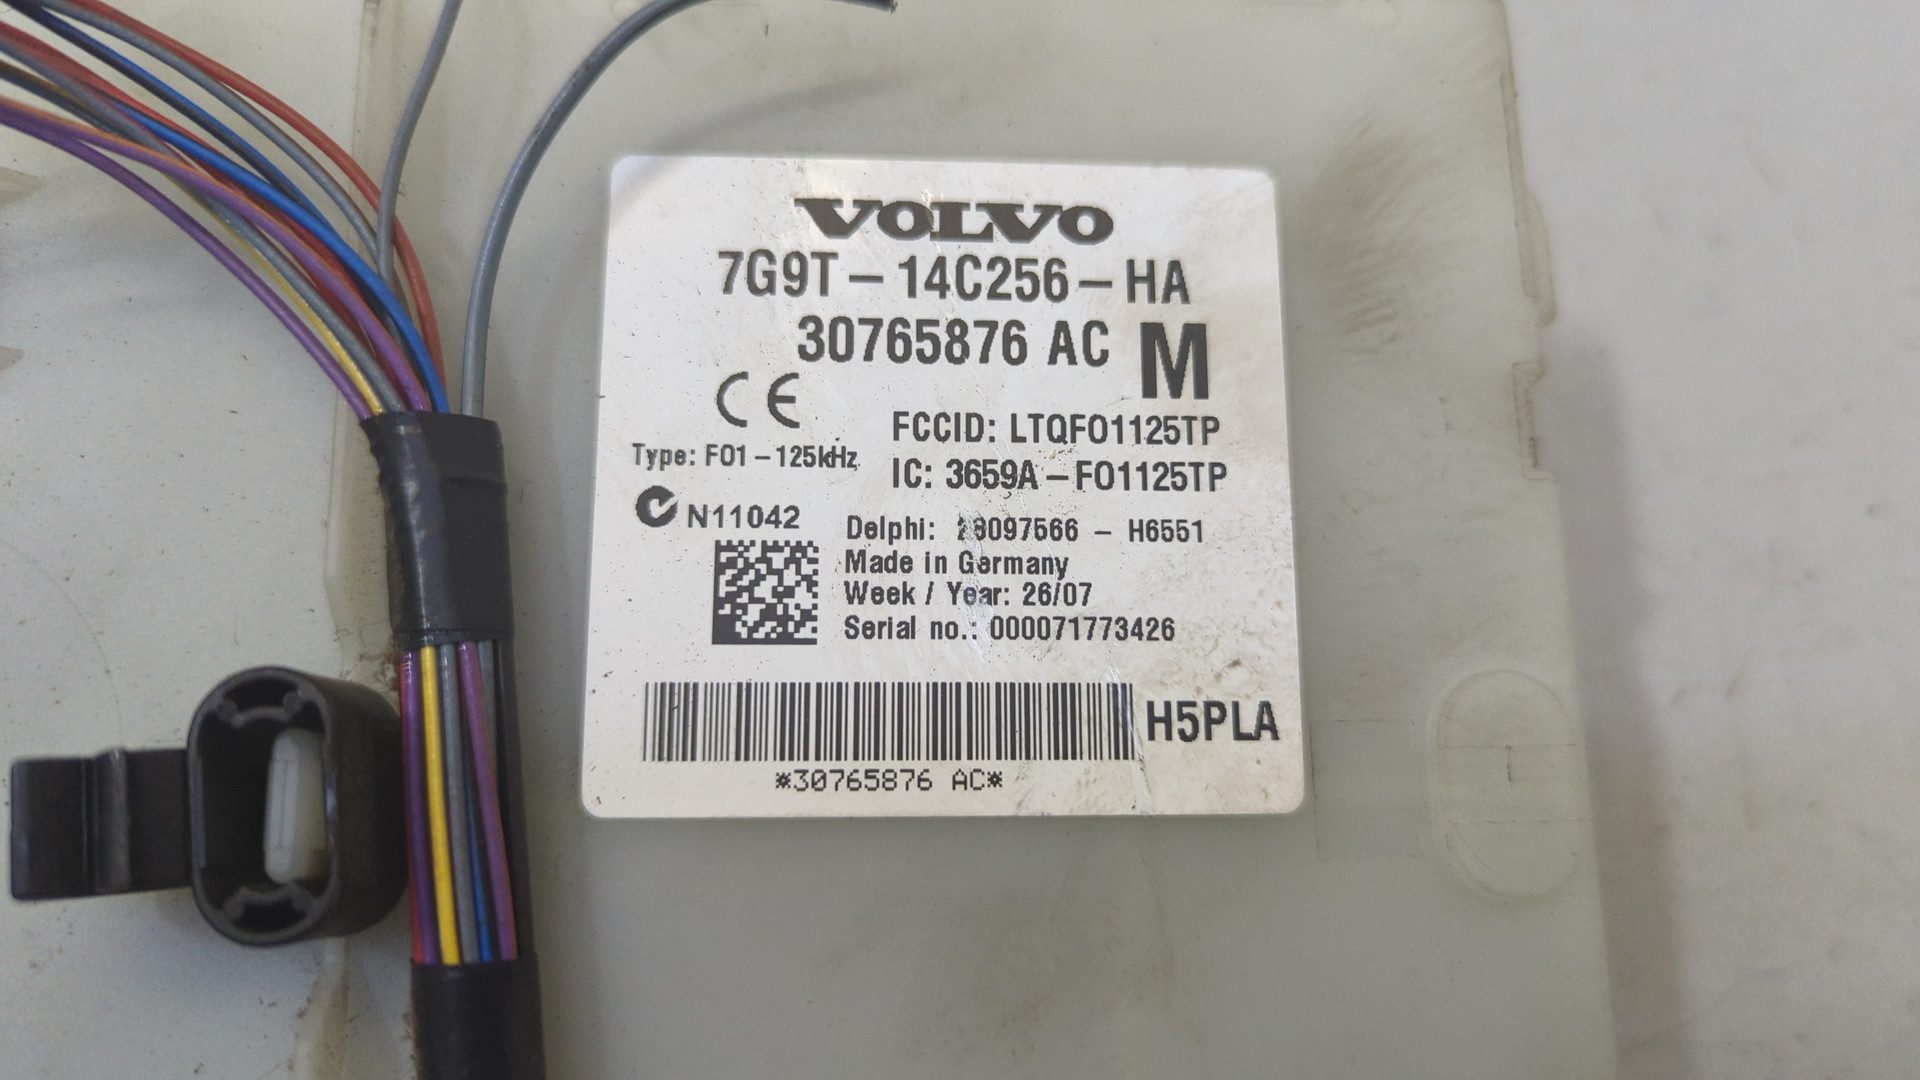 VOLVO
7G9T - 14C256 - HA
30765876 AC M
CE
FCCID: LTQF01125TP
Type: F01 - 125kHz
IC: 3659A - F01125TP
N11042
Delphi: 28097566 - H6551
Made in Germany
Week / Year: 26/07
Serial no.: 000071773426
H5PLA
*30765876 AC*